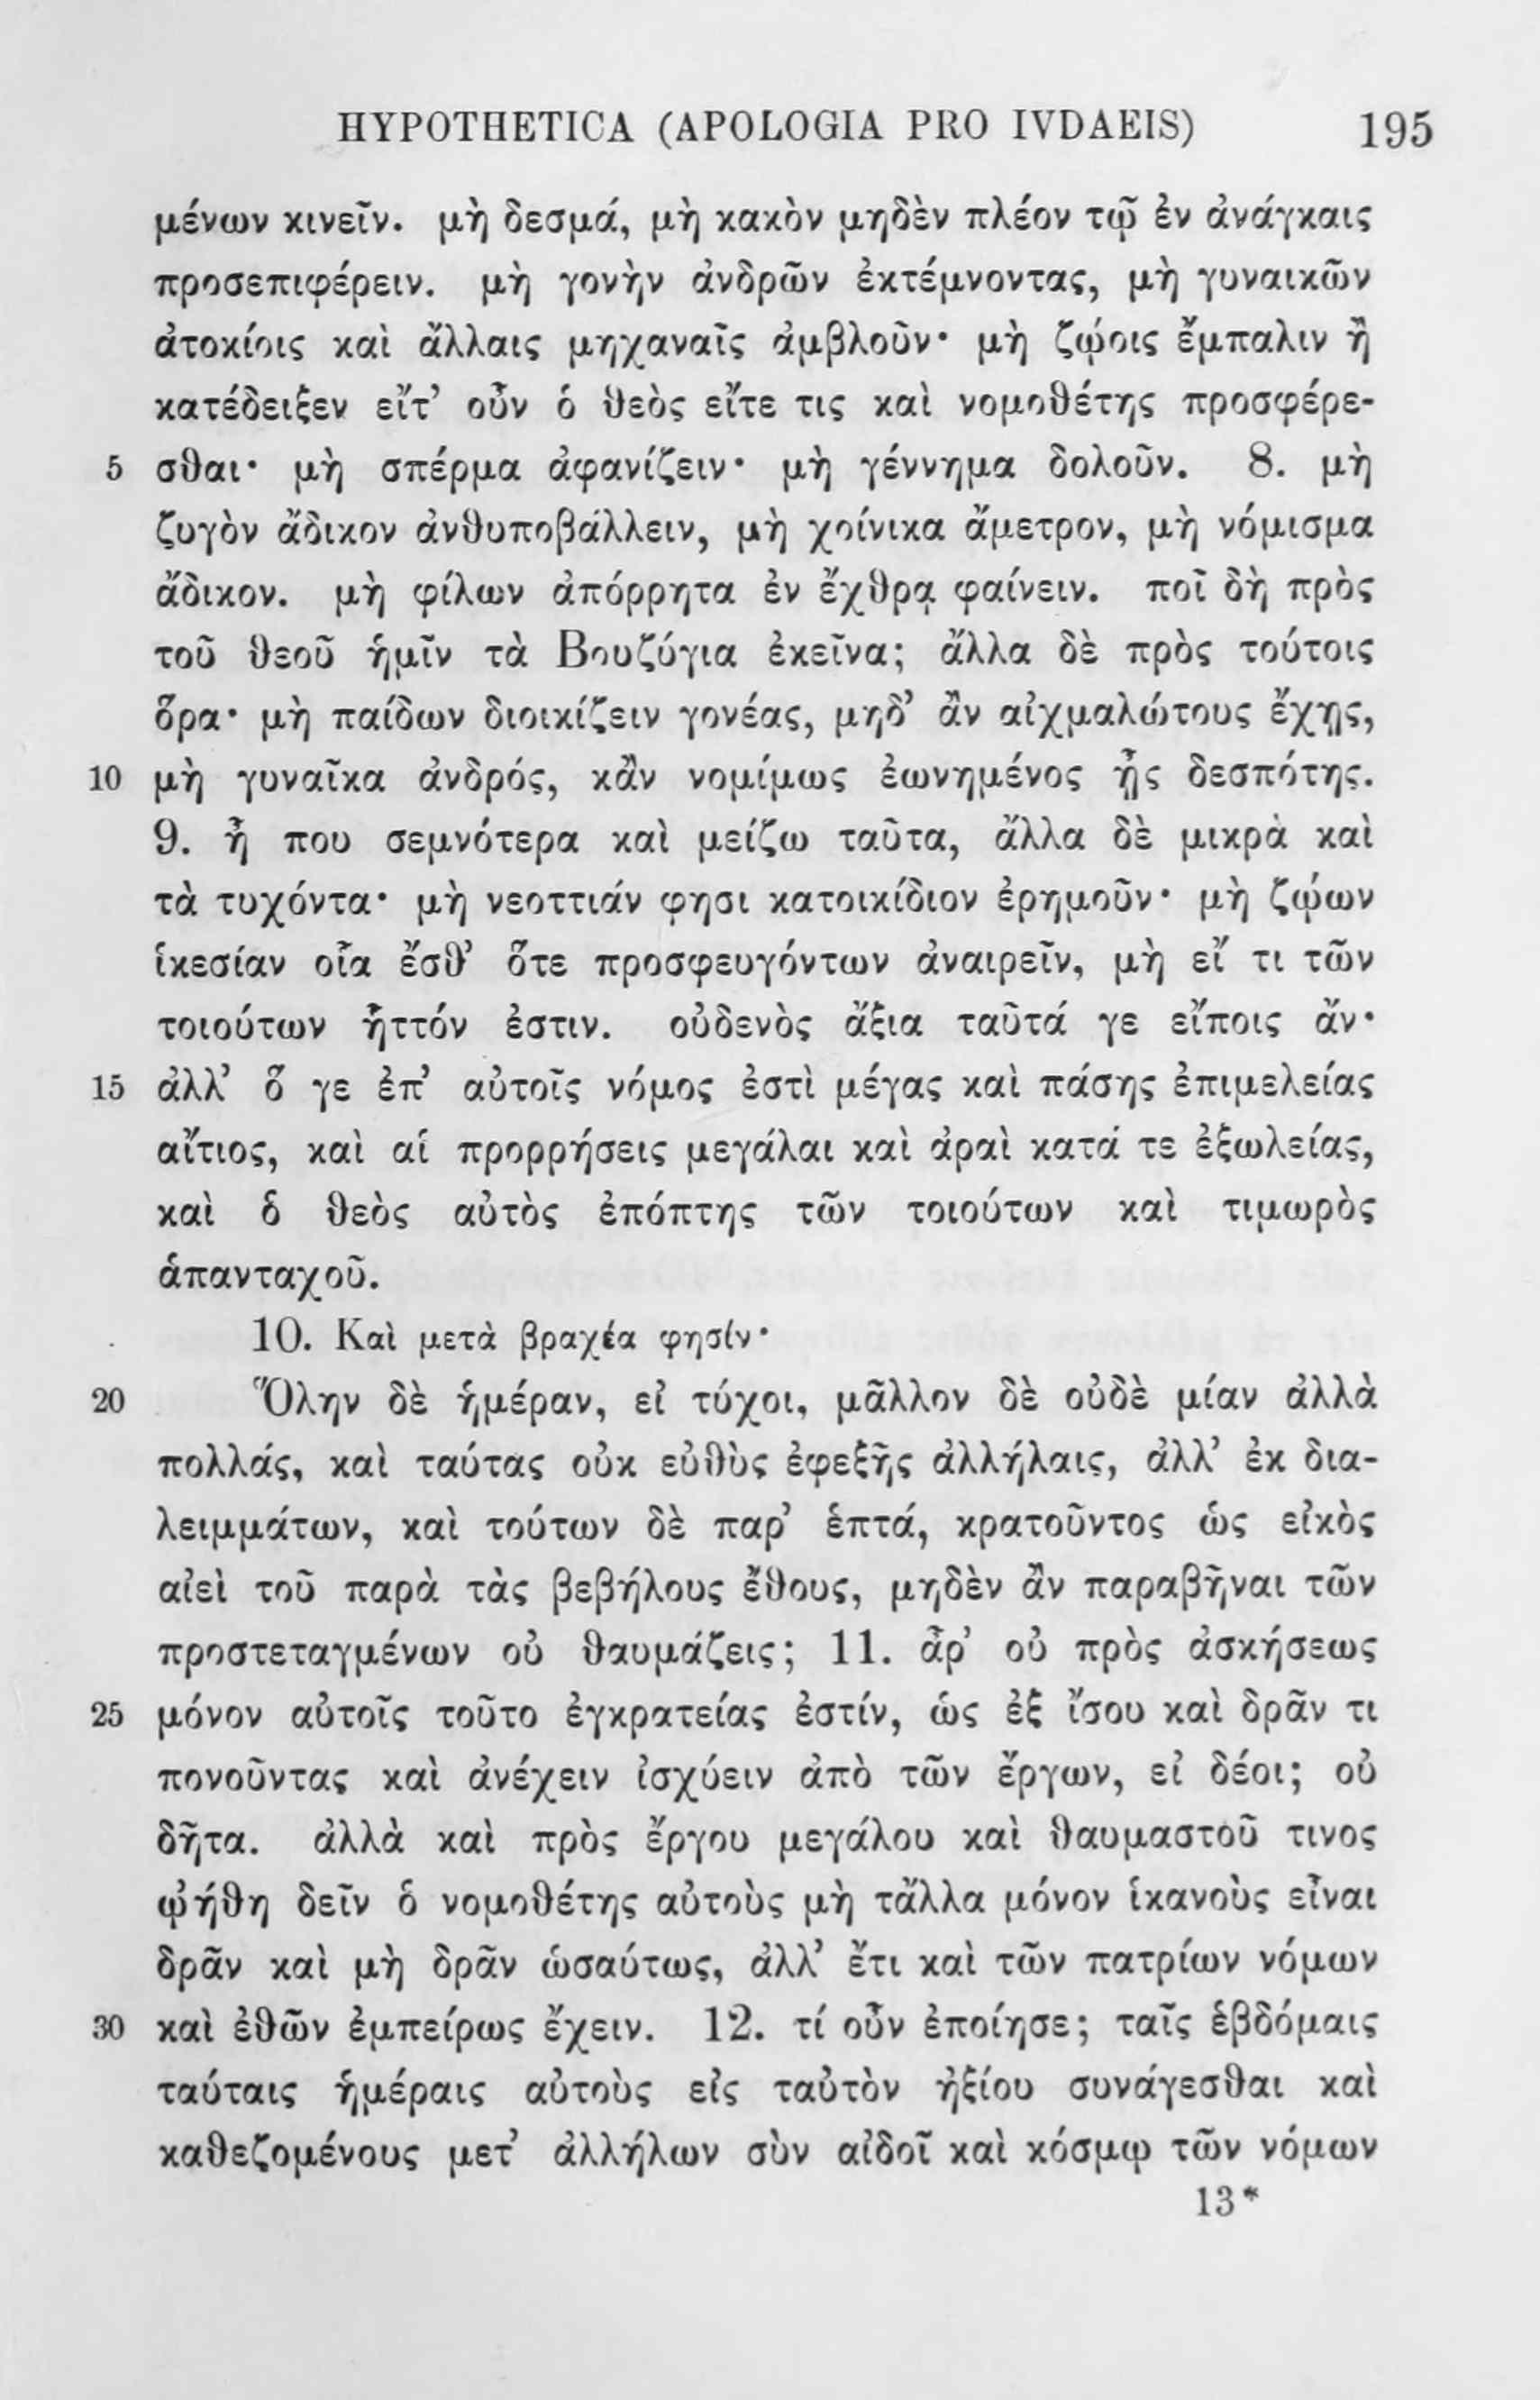 HYPOTHETICA (APOLOGIA PRO IVDAEIS) 195
μένων κινεῖν. μὴ δεσμά, μὴ κακὸν μηδὲν πλέον τῷ ἐν ἀνάγκαις
προσεπιφέρειν. μὴ γονὴν ἀνδρῶν ἐκτέμνοντας, μὴ γυναικῶν
ἀτοκίοις καὶ ἄλλαις μηχαναῖς ἀμβλοῦν· μὴ ζῴοις ἔμπαλιν ἢ
κατέδειξεν εἴτ’ οὖν ὁ θεὸς εἴτε τις καὶ νομοθέτης προσφέρε-
5 σθαι· μὴ σπέρμα ἀφανίζειν· μὴ γέννημα δολοῦν. 8. μὴ
ζυγὸν ἄδικον ἀνθυποβάλλειν, μὴ χοίνικα ἄμετρον, μὴ νόμισμα
ἄδικον. μὴ φίλων ἀπόρρητα ἐν ἔχθρᾳ φαίνειν. ποῖ δὴ πρὸς
τοῦ θεοῦ ἡμῖν τὰ Βουζύγια ἐκεῖνα; ἄλλα δὲ πρὸς τούτοις
ὅρα· μὴ παίδων διοικίζειν γονέας, μηδ’ ἂν αἰχμαλώτους ἔχῃς,
10 μὴ γυναῖκα ἀνδρός, κἂν νομίμως ἐωνημένος ᾖς δεσπότης.
9. ἦ που σεμνότερα καὶ μείζω ταῦτα, ἄλλα δὲ μικρὰ καὶ
τὰ τυχόντα· μὴ νεοττιάν φησι κατοικίδιον ἐρημοῦν· μὴ ζῴων
ἱκεσίαν οἷα ἔσθ’ ὅτε προσφευγόντων ἀναιρεῖν, μὴ εἴ τι τῶν
τοιούτων ἧττόν ἐστιν. οὐδενὸς ἄξια ταῦτά γε εἴποις ἄν·
15 ἀλλ’ ὅ γε ἐπ’ αὐτοῖς νόμος ἐστὶ μέγας καὶ πάσης ἐπιμελείας
αἴτιος, καὶ αἱ προρρήσεις μεγάλαι καὶ ἀραὶ κατά τε ἐξωλείας,
καὶ ὁ θεὸς αὐτὸς ἐπόπτης τῶν τοιούτων καὶ τιμωρὸς
ἁπανταχοῦ.
10. Καὶ μετὰ βραχέα φησίν·
20 Ὅλην δὲ ἡμέραν, εἰ τύχοι, μᾶλλον δὲ οὐδὲ μίαν ἀλλὰ
πολλάς, καὶ ταύτας οὐκ εὐθὺς ἐφεξῆς ἀλλήλαις, ἀλλ’ ἐκ δια-
λειμμάτων, καὶ τούτων δὲ παρ’ ἑπτά, κρατοῦντος ὡς εἰκὸς
αἰεὶ τοῦ παρὰ τὰς βεβήλους ἔθους, μηδὲν ἂν παραβῆναι τῶν
προστεταγμένων οὐ θαυμάζεις; 11. ἆρ’ οὐ πρὸς ἀσκήσεως
25 μόνον αὐτοῖς τοῦτο ἐγκρατείας ἐστίν, ὡς ἐξ ἴσου καὶ δρᾶν τι
πονοῦντας καὶ ἀνέχειν ἰσχύειν ἀπὸ τῶν ἔργων, εἰ δέοι; οὐ
δῆτα. ἀλλὰ καὶ πρὸς ἔργου μεγάλου καὶ θαυμαστοῦ τινος
ᾠήθη δεῖν ὁ νομοθέτης αὐτοὺς μὴ τἄλλα μόνον ἱκανοὺς εἶναι
δρᾶν καὶ μὴ δρᾶν ὡσαύτως, ἀλλ’ ἔτι καὶ τῶν πατρίων νόμων
30 καὶ ἐθῶν ἐμπείρως ἔχειν. 12. τί οὖν ἐποίησε; ταῖς ἑβδόμαις
ταύταις ἡμέραις αὐτοὺς εἰς ταὐτὸν ἠξίου συνάγεσθαι καὶ
καθεζομένους μετ’ ἀλλήλων σὺν αἰδοῖ καὶ κόσμῳ τῶν νόμων
13*